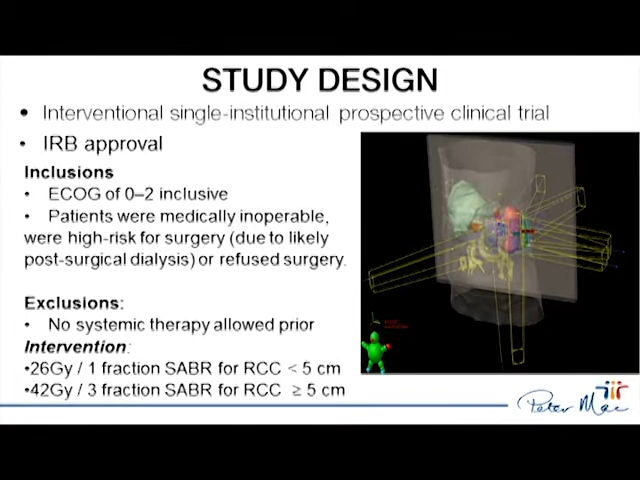 STUDY DESIGN
• Interventional single-institutional prospective clinical trial
• IRB approval
Inclusions
• ECOG of 0–2 inclusive
• Patients were medically inoperable,
were high-risk for surgery (due to likely
post-surgical dialysis) or refused surgery.
Exclusions:
• No systemic therapy allowed prior
Intervention:
•26Gy / 1 fraction SABR for RCC < 5 cm
•42Gy / 3 fraction SABR for RCC ≥ 5 cm
Peter Mac